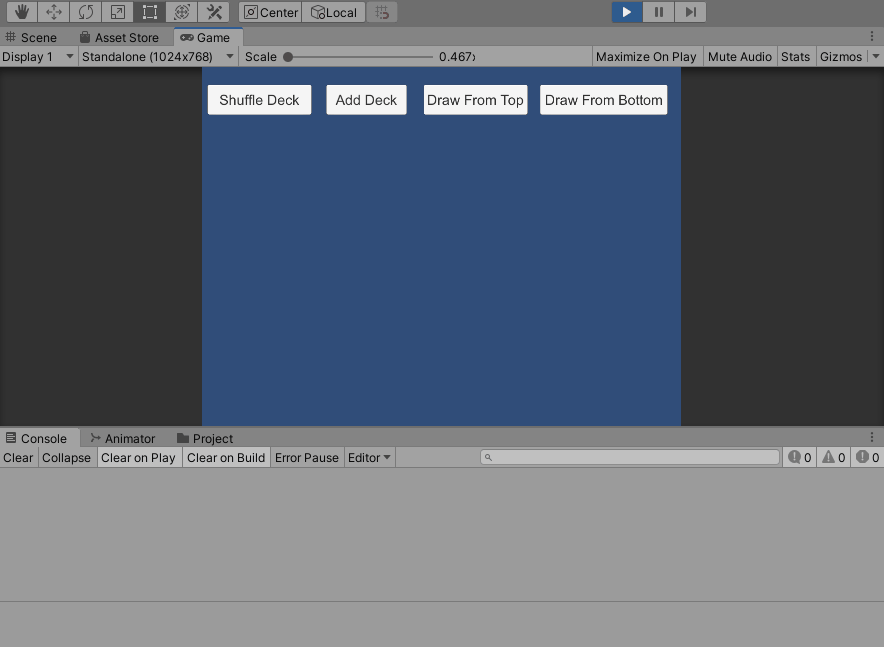 Center Local
Scene Asset Store Game
Display 1 Standalone (1024x768) Scale 0.467x Maximize On Play Mute Audio Stats Gizmos
Shuffle Deck Add Deck Draw From Top Draw From Bottom
Console Animator Project
Clear Collapse Clear on Play Clear on Build Error Pause Editor 0 0 0